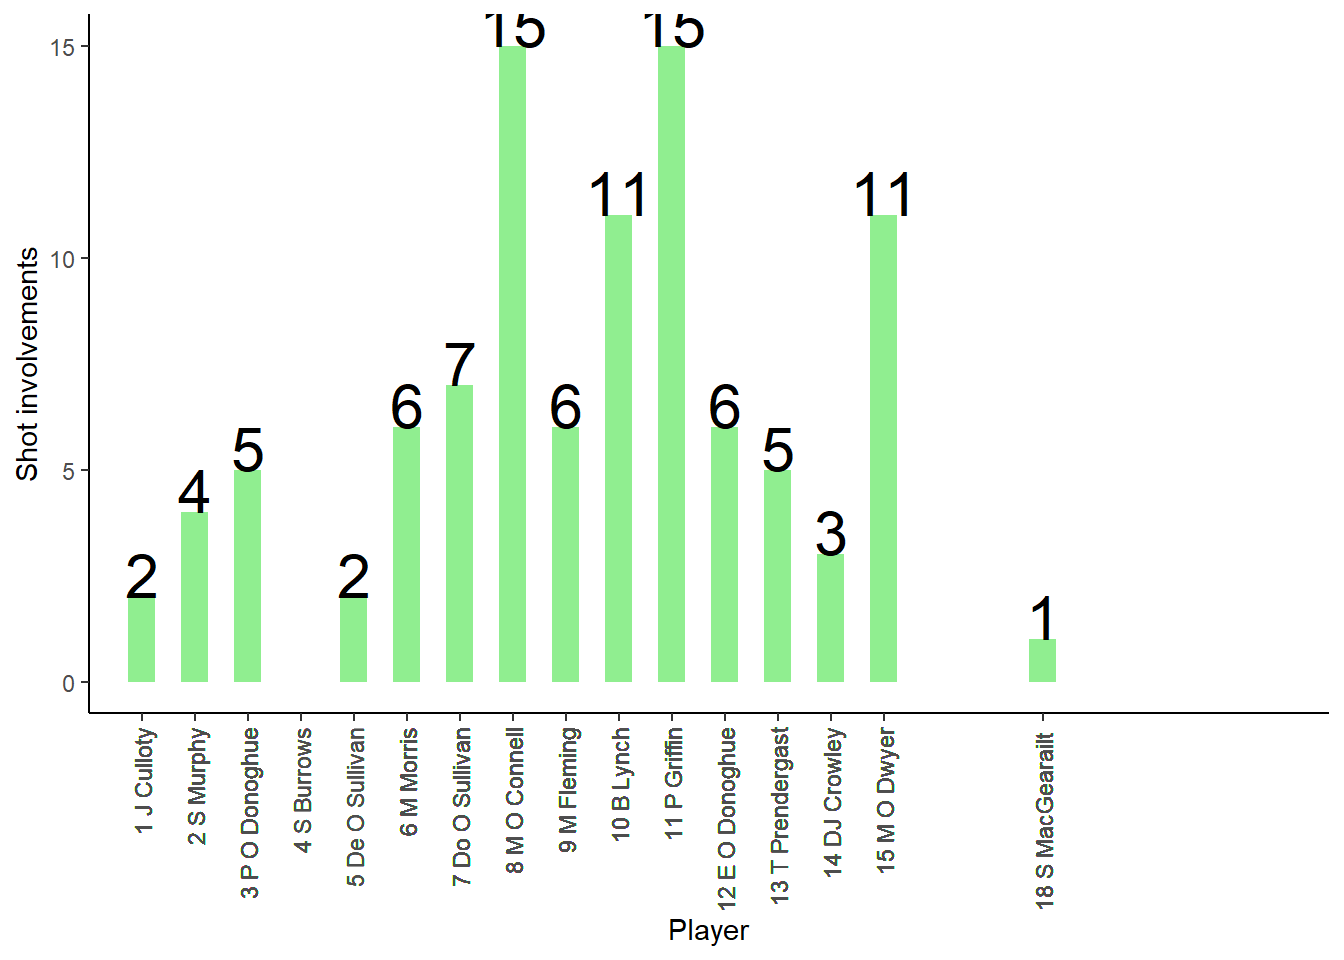 15 15
15
11 11
10
7
6 6 6
5 5
5
4
3
2 2
1
0
Shot involvements
1 J Culloty
2 S Murphy
3 P O Donoghue
4 S Burrows
5 De O Sullivan
6 M Morris
7 Do O Sullivan
8 M O Connell
9 M Fleming
10 B Lynch
11 P Griffin
12 E O Donoghue
13 T Prendergast
14 DJ Crowley
15 M O Dwyer
18 S MacGearailt
Player